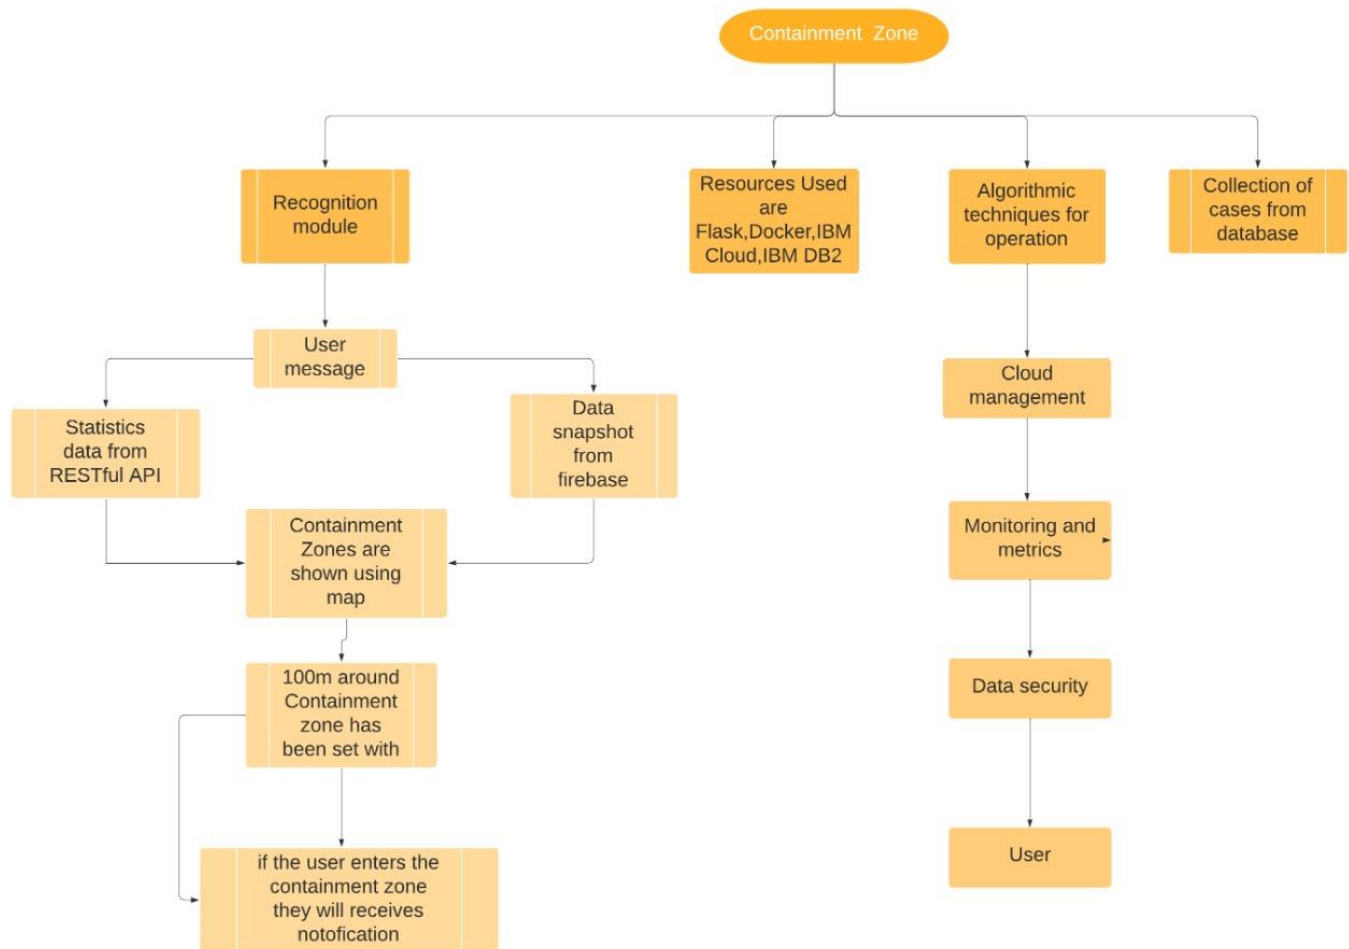 Containment  Zone
Recognition
module
Resources Used
are
Flask,Docker,IBM
Cloud,IBM DB2
Algorithmic
techniques for
operation
Collection of
cases from
database
User
message
Statistics
data from
RESTful API
Data
snapshot
from
firebase
Cloud
management
Containment
Zones are
shown using
map
Monitoring and
metrics
100m around
Containment
zone has
been set with
Data security
if the user enters the
containment zone
they will receives
notofication
User